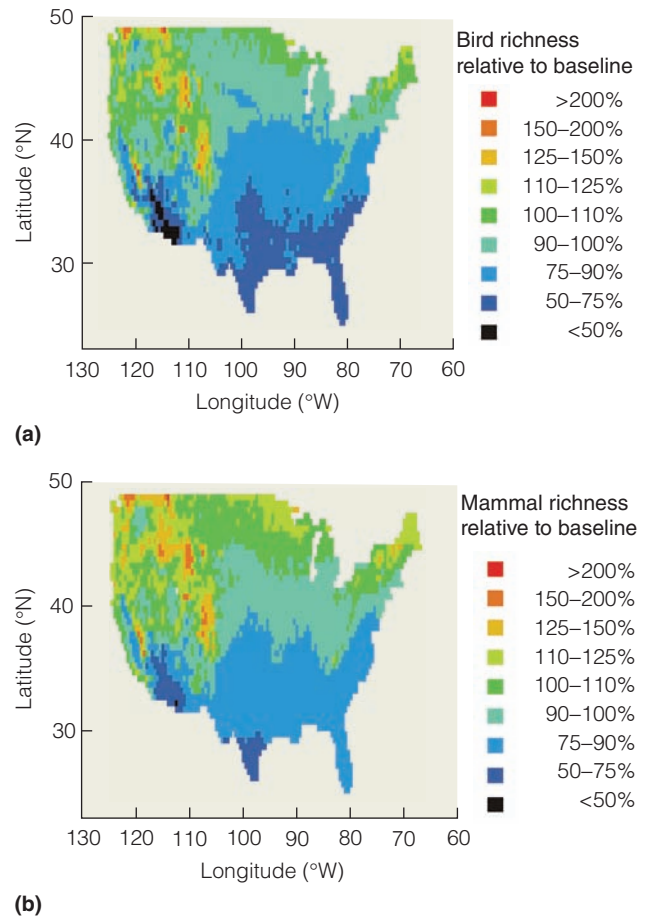 50
40
30
Latitude (°N)
130 120 110 100 90 80 70 60
Longitude (°W)
Bird richness
relative to baseline
>200%
150–200%
125–150%
110–125%
100–110%
90–100%
75–90%
50–75%
<50%
(a)
50
40
30
Latitude (°N)
130 120 110 100 90 80 70 60
Longitude (°W)
Mammal richness
relative to baseline
>200%
150–200%
125–150%
110–125%
100–110%
90–100%
75–90%
50–75%
<50%
(b)